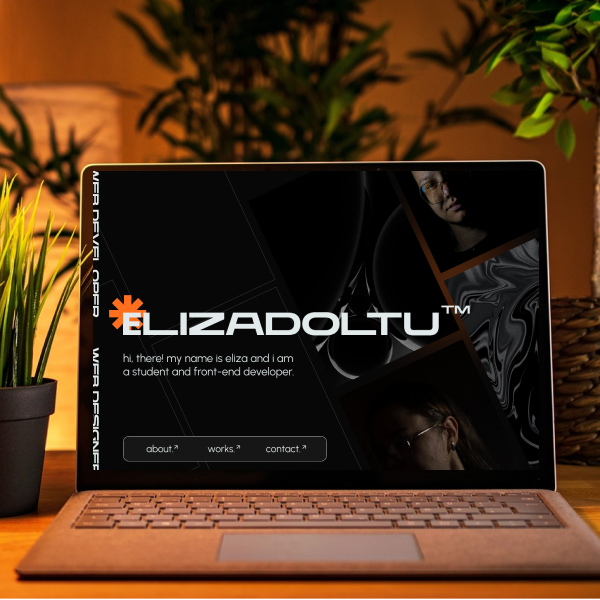 WEB DEVELOPER
WEB DESIGNER
ELIZADOLTU™
hi, there! my name is eliza and i am
a student and front-end developer.
about.↗ works.↗ contact.↗